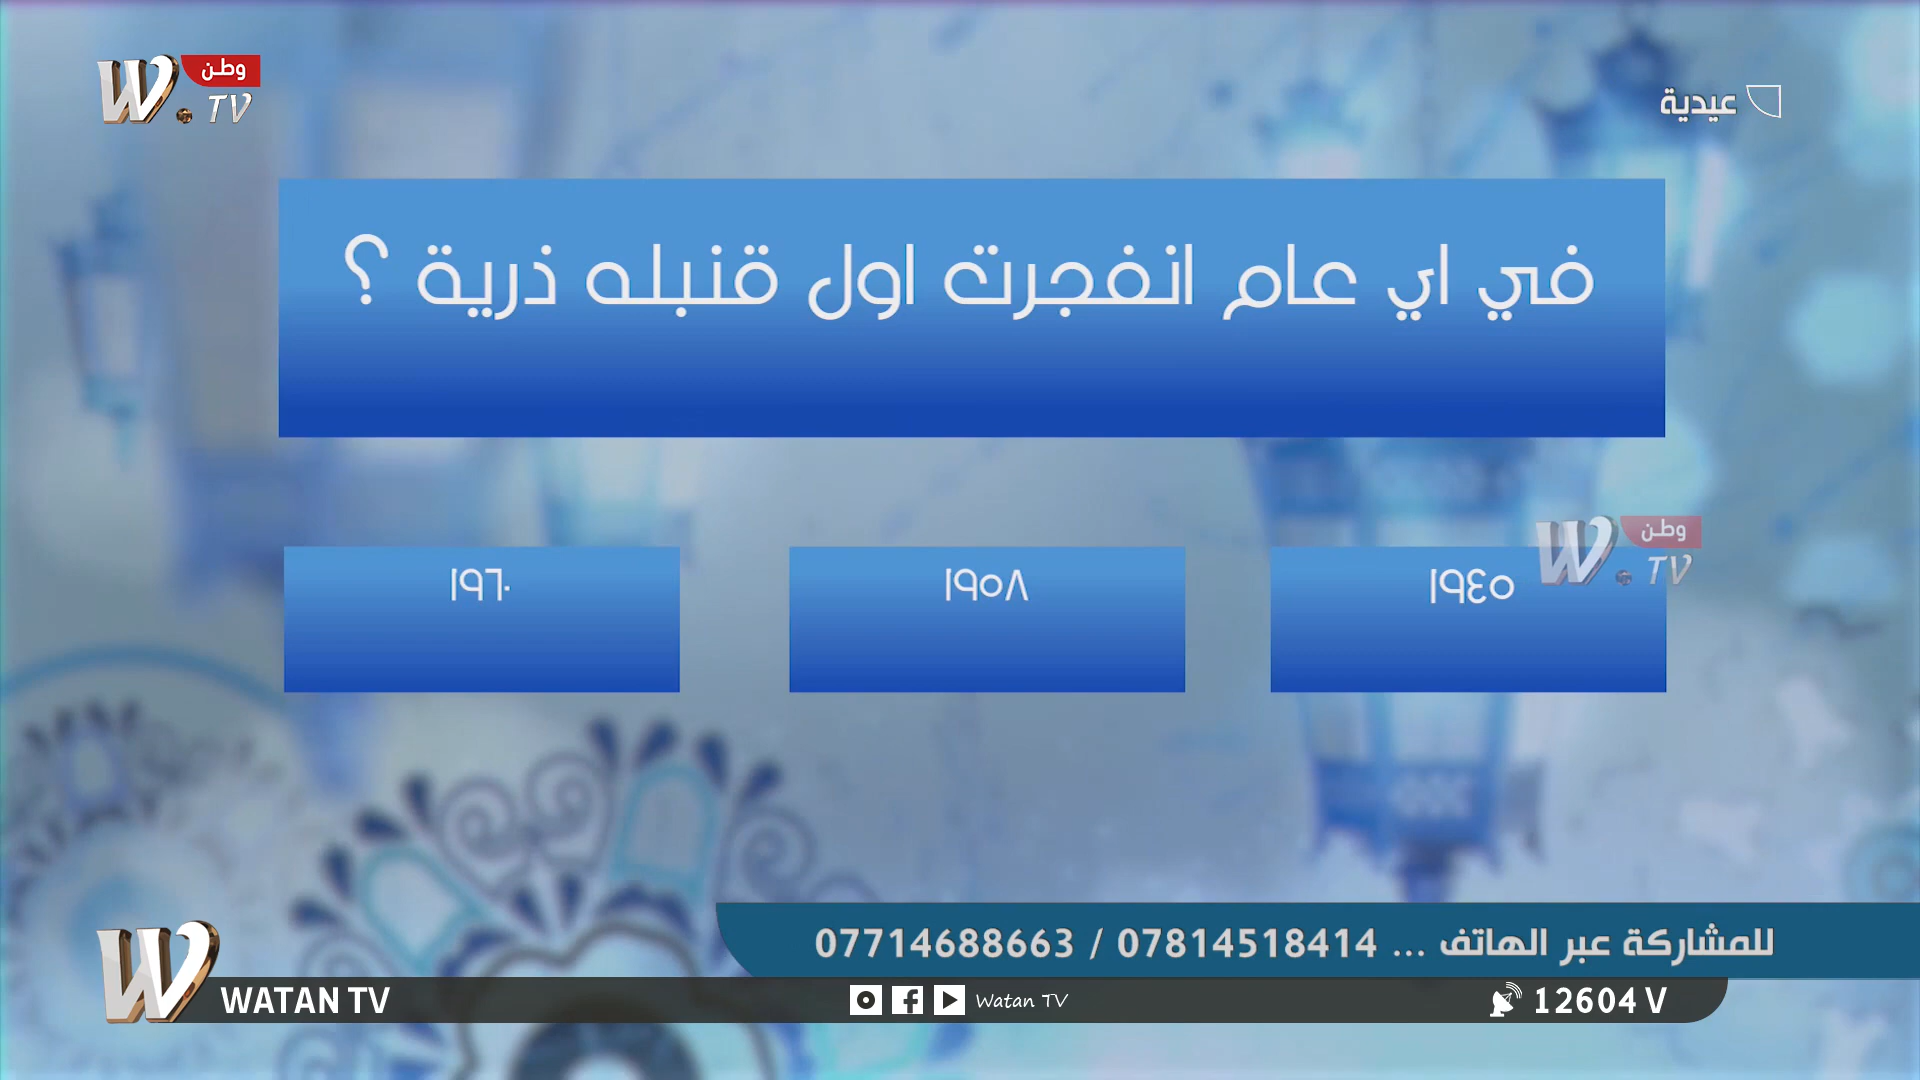 وطن
W.TV
عيدية
في اي عام انفجرت اول قنبله ذرية ؟
١٩٤٥
١٩٥٨
١٩٦٠
وطن
W.TV
للمشاركة عبر الهاتف ... 07814518414 / 07714688663
W WATAN TV
Watan TV
12604 V